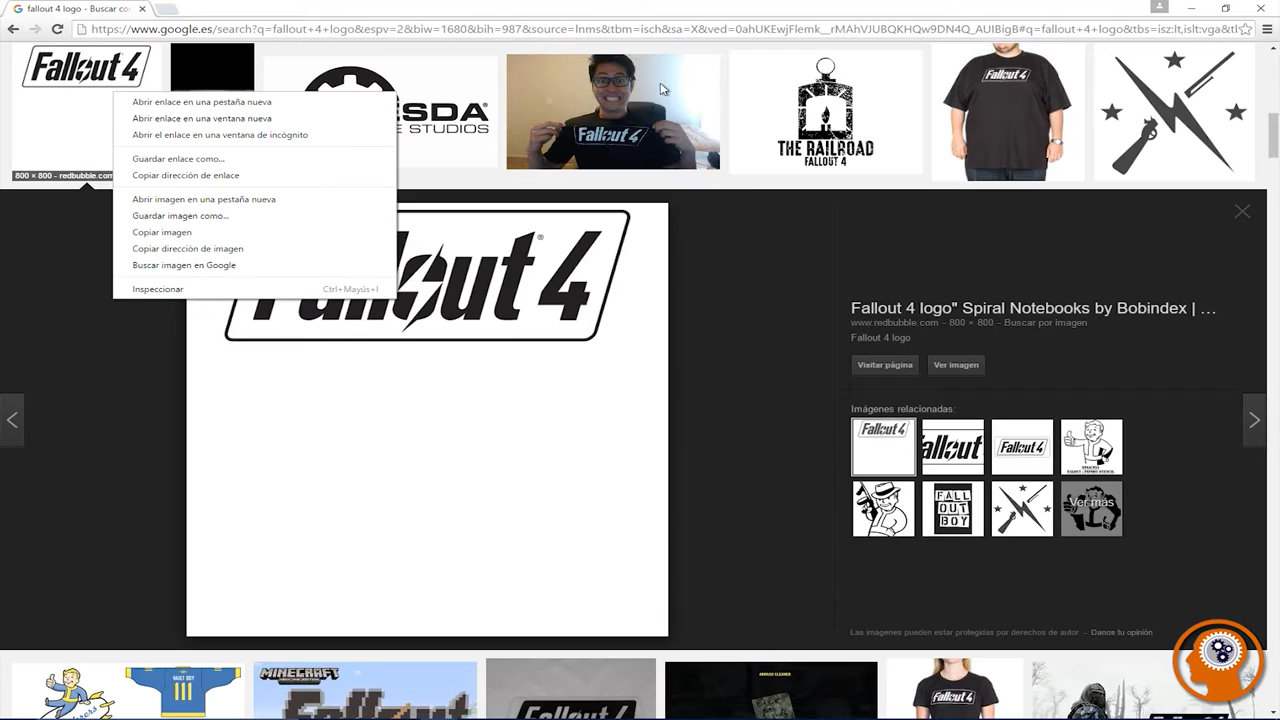 fallout 4 logo - Buscar co
https://www.google.es/search?q=fallout+4+logo&espv=2&biw=1680&bih=987&source=lnms&tbm=isch&sa=X&ved=0ahUKEwjFlemk__rMAhVJUBQKHQw9DN4Q_AUIBigB#q=fallout+4+logo&tbs=isz:lt,islt:vga&tl
Fallout 4
ESDA®
E STUDIOS
Fallout 4
THE RAILROAD
FALLOUT 4
Fallout 4
800 × 800 - redbubble.com
Abrir enlace en una pestaña nueva
Abrir enlace en una ventana nueva
Abrir el enlace en una ventana de incógnito
Guardar enlace como...
Copiar dirección de enlace
Abrir imagen en una pestaña nueva
Guardar imagen como...
Copiar imagen
Copiar dirección de imagen
Buscar imagen en Google
Inspeccionar Ctrl+Mayús+I
Fallout 4 ®
Fallout 4 logo" Spiral Notebooks by Bobindex | ...
www.redbubble.com - 800 × 800 - Buscar por imagen
Fallout 4 logo
Visitar página Ver imagen
Imágenes relacionadas:
Fallout 4
Fallout
Fallout 4
FALL
OUT
BOY
Ver más
Las imágenes pueden estar protegidas por derechos de autor - Danos tu opinión
VAULT BOY
111
MINECRAFT
Fallout
Fallout 4
Fallout 4